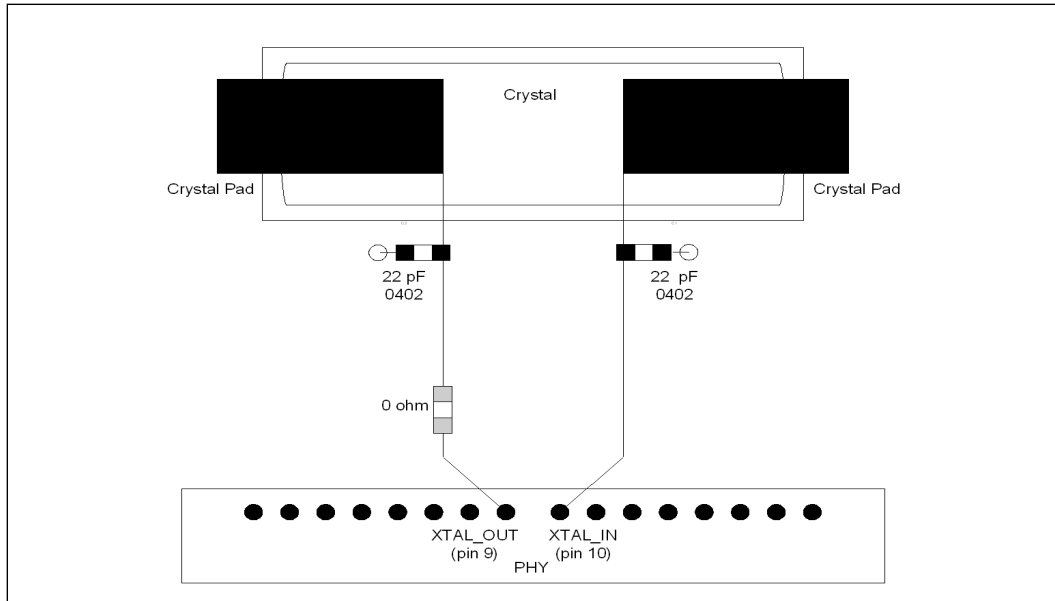 Crystal
Crystal Pad
Crystal Pad
22 pF
0402
22 pF
0402
0 ohm
XTAL_OUT
(pin 9)
XTAL_IN
(pin 10)
PHY